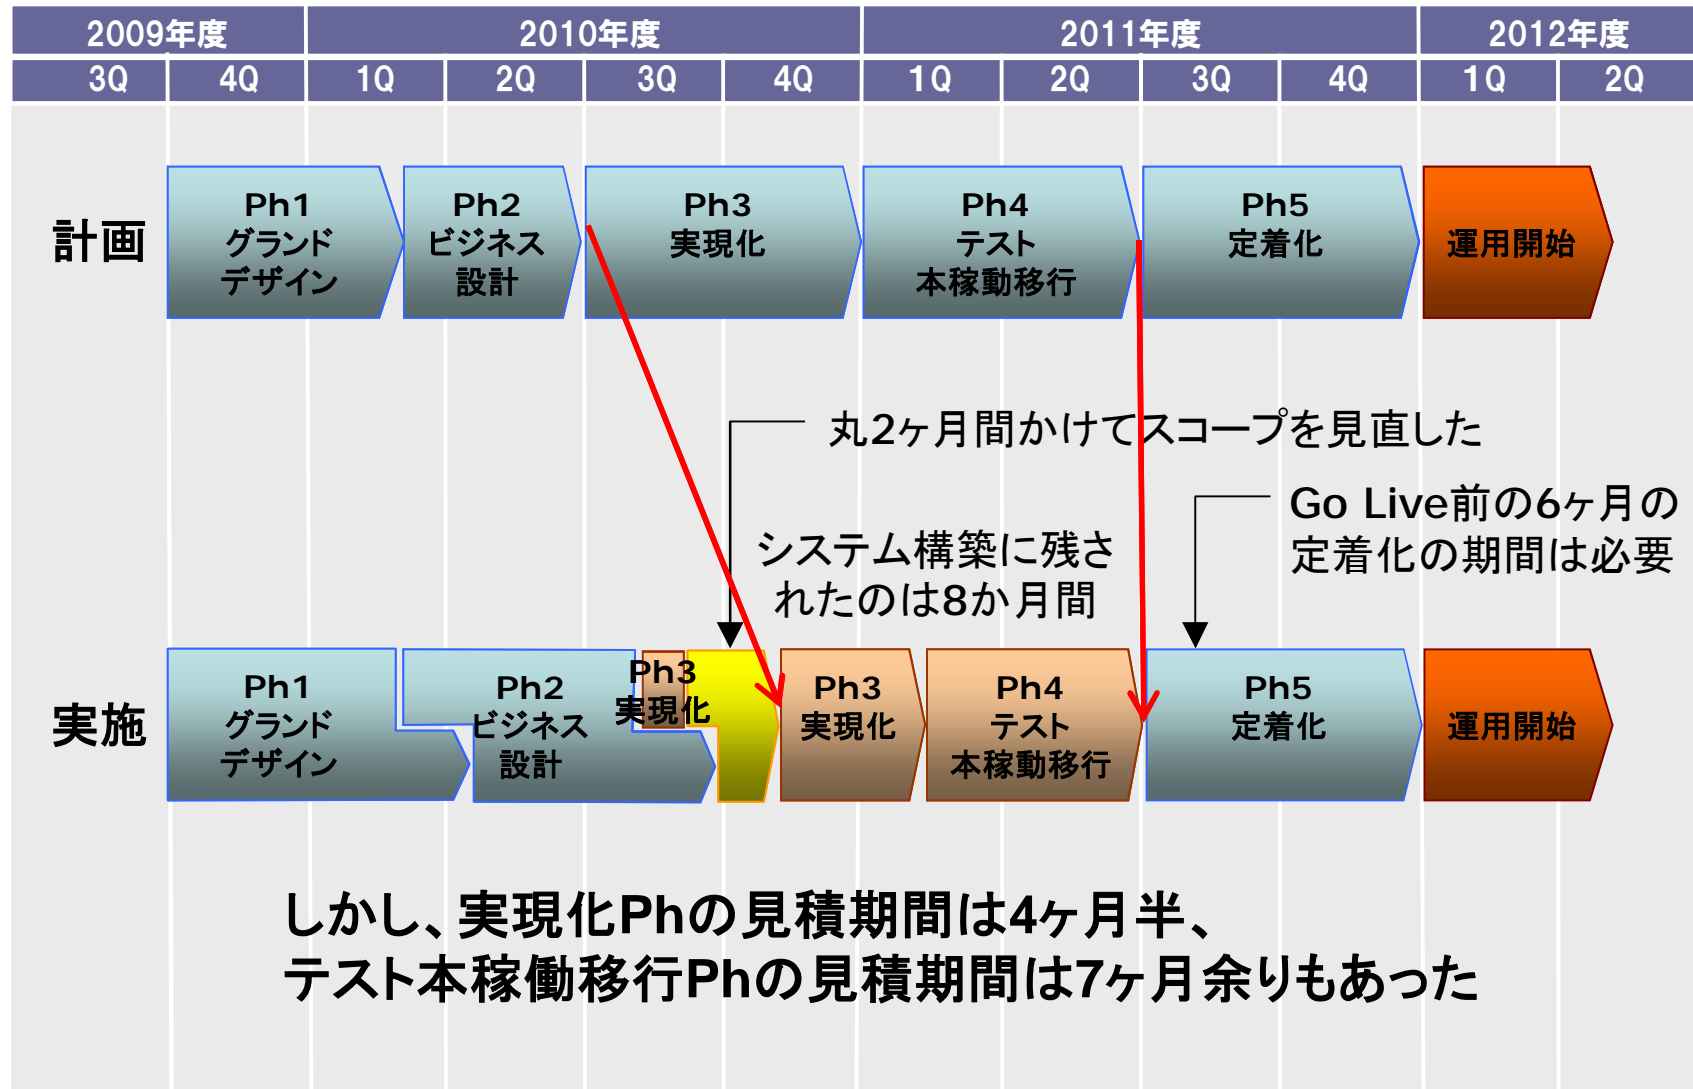 2009年度 2010年度 2011年度 2012年度
3Q 4Q 1Q 2Q 3Q 4Q 1Q 2Q 3Q 4Q 1Q 2Q
計画
Ph1
グランド
デザイン
Ph2
ビジネス
設計
Ph3
実現化
Ph4
テスト
本稼動移行
Ph5
定着化
運用開始
丸2ヶ月間かけてスコープを見直した
Go Live前の6ヶ月の
定着化の期間は必要
システム構築に残さ
れたのは8か月間
実施
Ph1
グランド
デザイン
Ph2
ビジネス
設計
Ph3
実現化
Ph3
実現化
Ph4
テスト
本稼動移行
Ph5
定着化
運用開始
しかし、実現化Phの見積期間は4ヶ月半、
テスト本稼働移行Phの見積期間は7ヶ月余りもあった